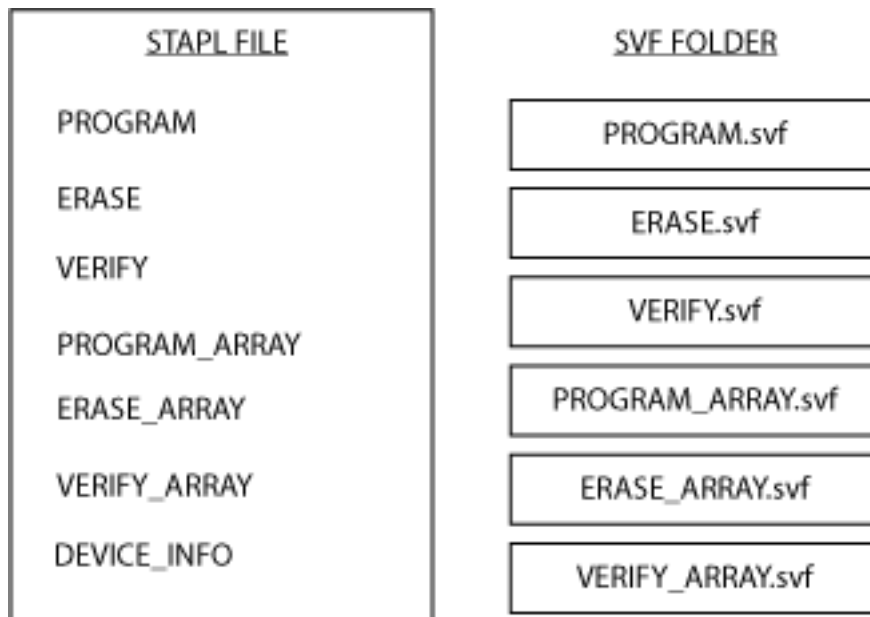 STAPL FILE
PROGRAM
ERASE
VERIFY
PROGRAM_ARRAY
ERASE_ARRAY
VERIFY_ARRAY
DEVICE_INFO
SVF FOLDER
PROGRAM.svf
ERASE.svf
VERIFY.svf
PROGRAM_ARRAY.svf
ERASE_ARRAY.svf
VERIFY_ARRAY.svf